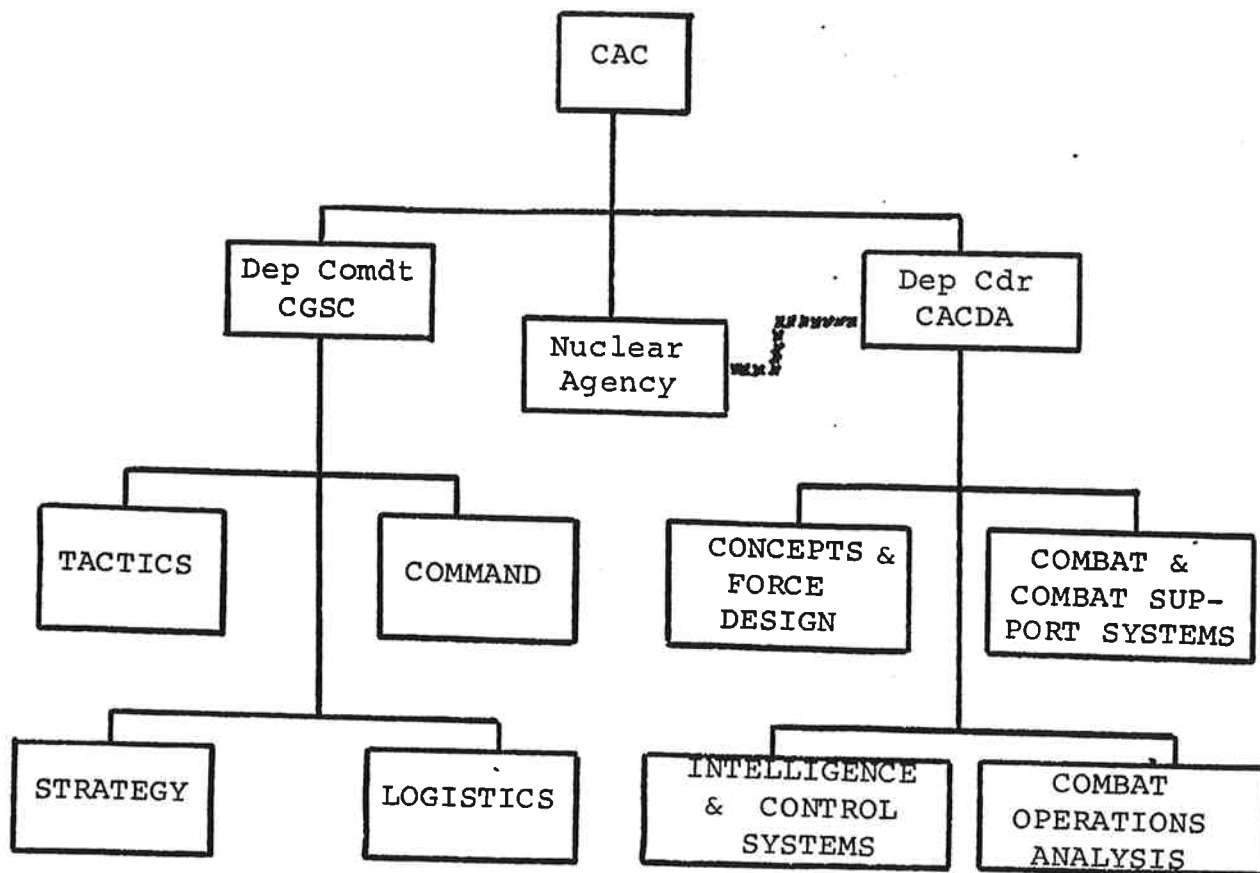 CAC
Dep Comdt
CGSC
Nuclear
Agency
Dep Cdr
CACDA
TACTICS
COMMAND
CONCEPTS &
FORCE
DESIGN
COMBAT &
COMBAT SUP-
PORT SYSTEMS
STRATEGY
LOGISTICS
INTELLIGENCE
& CONTROL
SYSTEMS
COMBAT
OPERATIONS
ANALYSIS